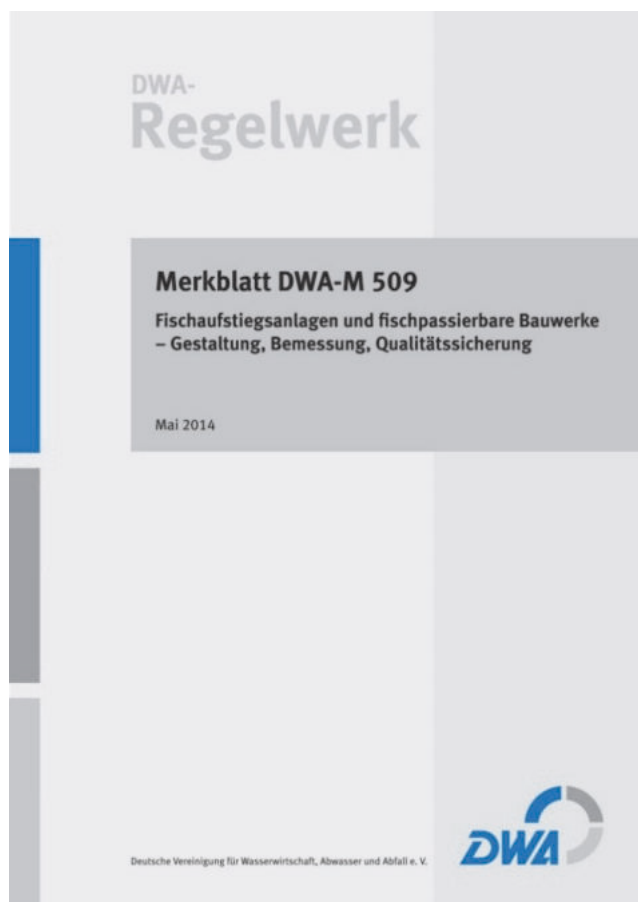 DWA-
Regelwerk
Merkblatt DWA-M 509
Fischaufstiegsanlagen und fischpassierbare Bauwerke
– Gestaltung, Bemessung, Qualitätssicherung
Mai 2014
Deutsche Vereinigung für Wasserwirtschaft, Abwasser und Abfall e. V.
DWA